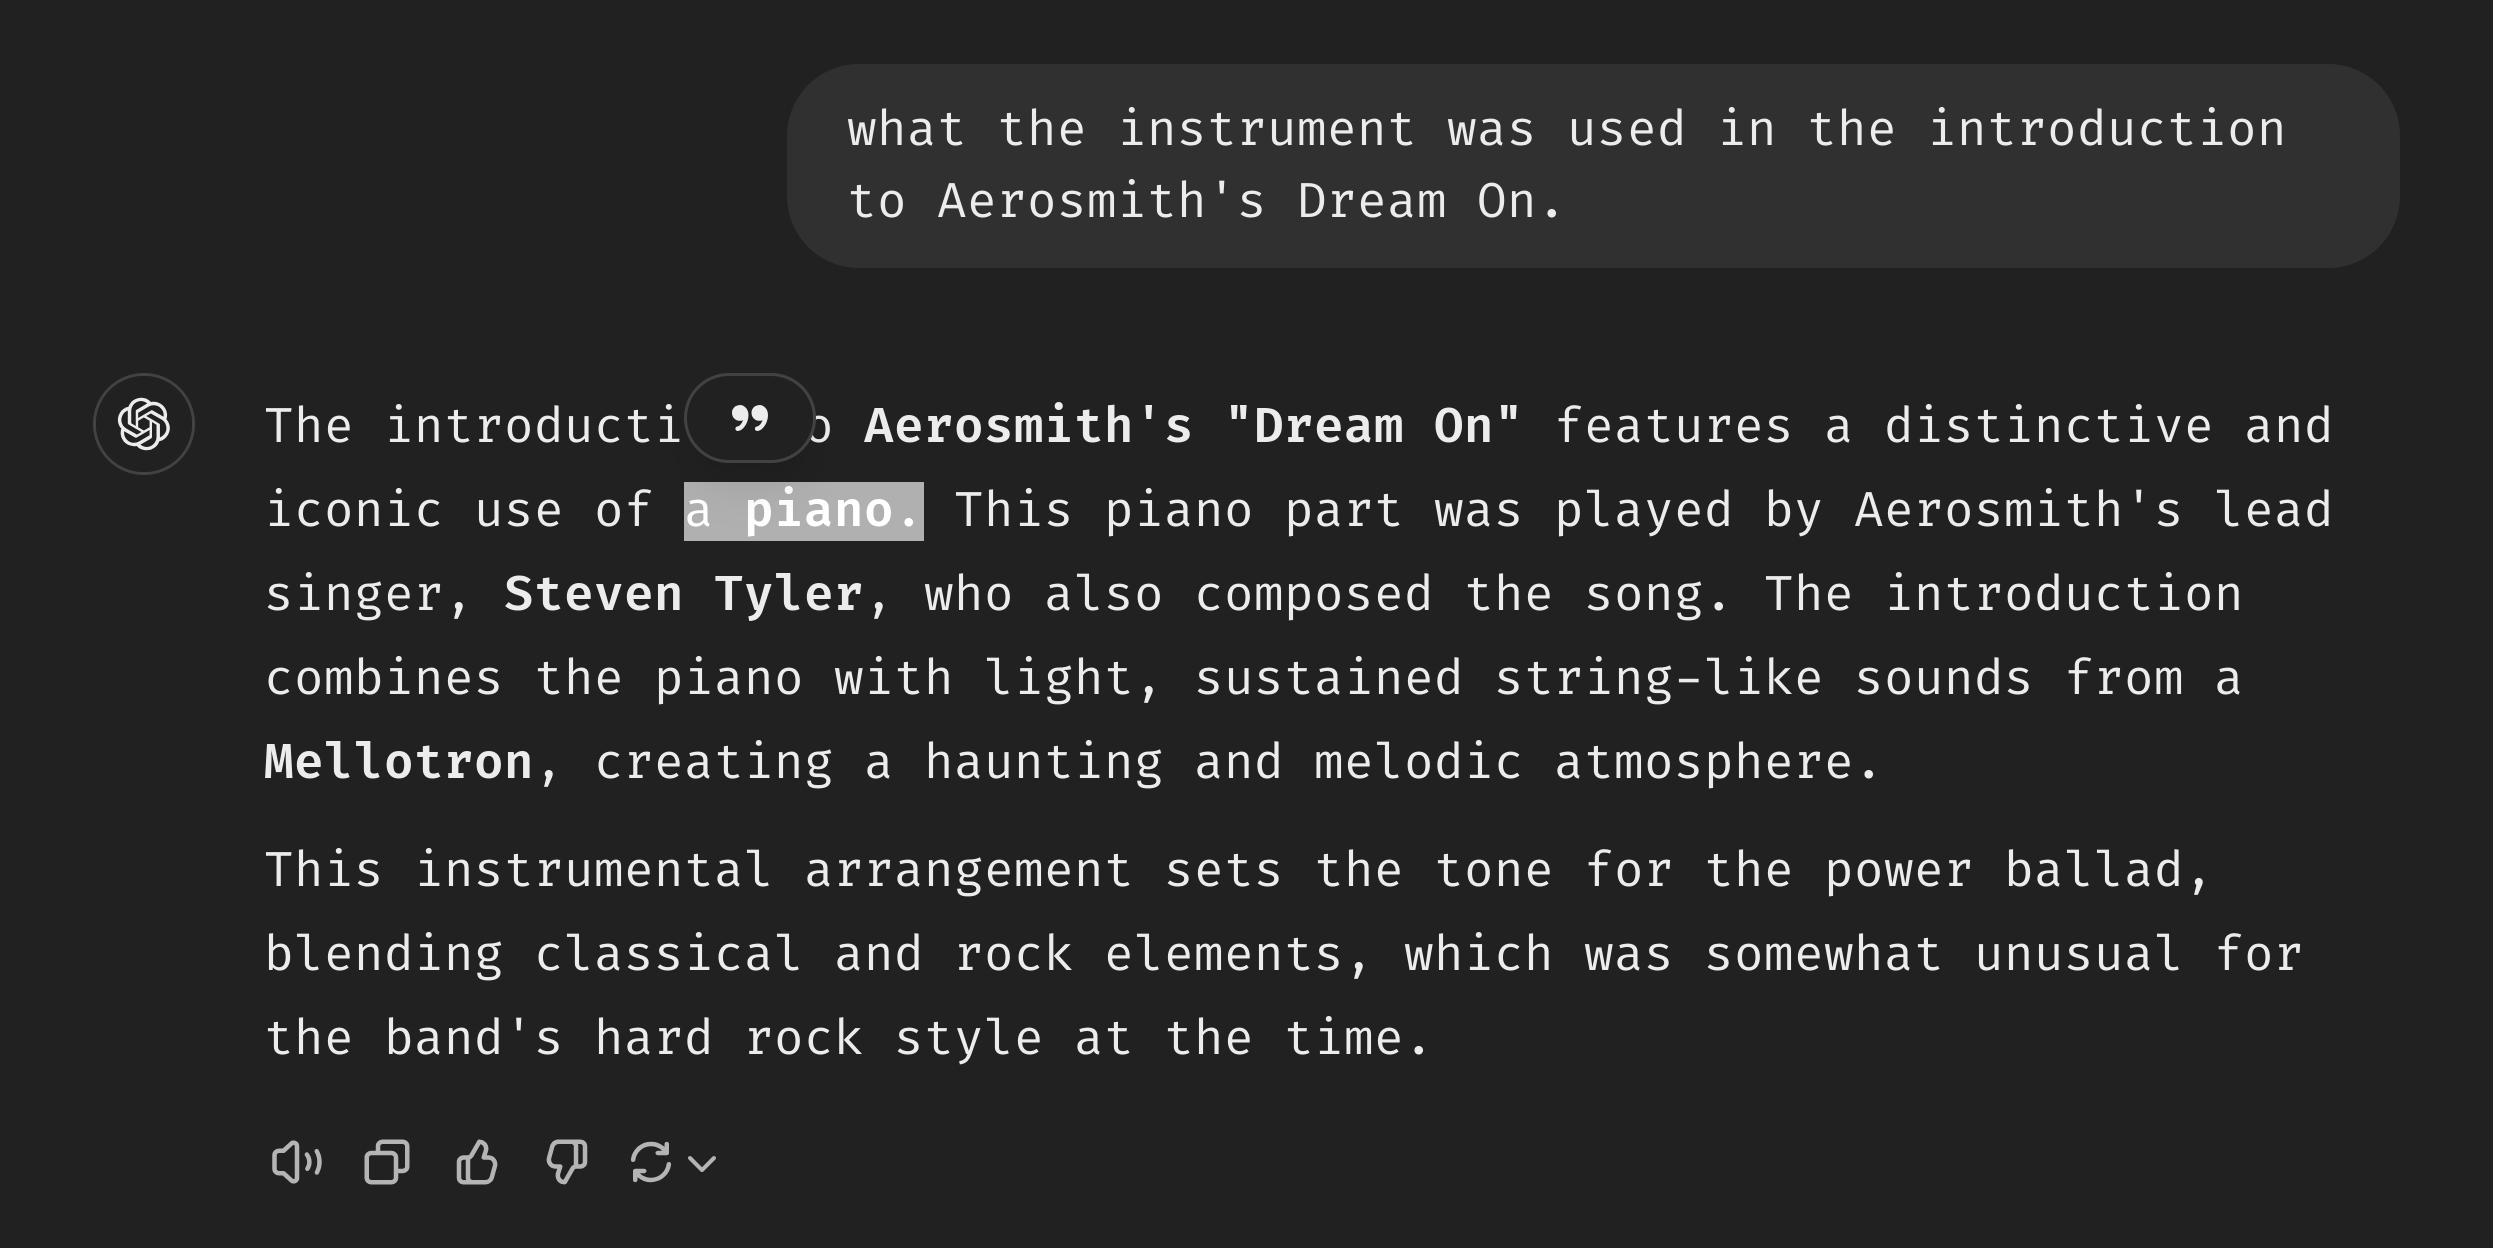 what the instrument was used in the introduction
to Aerosmith's Dream On.
The introducti o Aerosmith's "Dream On" features a distinctive and
iconic use of a piano. This piano part was played by Aerosmith's lead
singer, Steven Tyler, who also composed the song. The introduction
combines the piano with light, sustained string-like sounds from a
Mellotron, creating a haunting and melodic atmosphere.
This instrumental arrangement sets the tone for the power ballad,
blending classical and rock elements, which was somewhat unusual for
the band's hard rock style at the time.